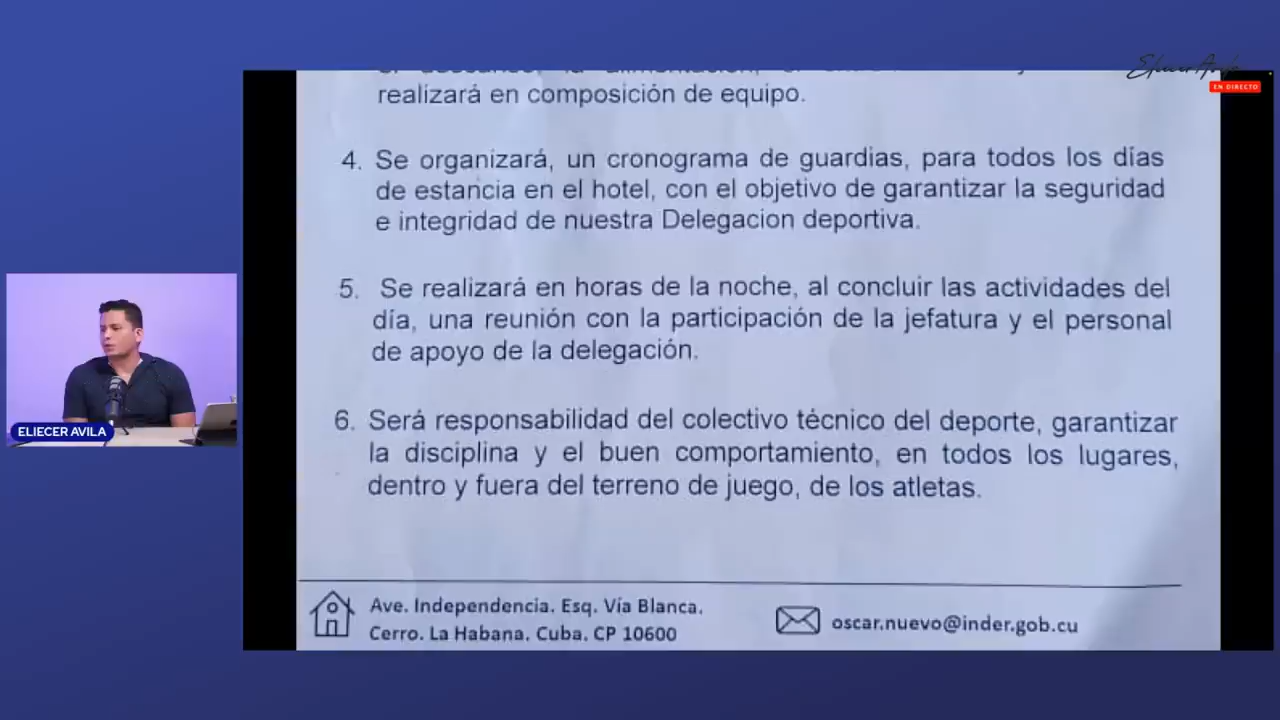 Eliecer Avila
EN DIRECTO
realizará en composición de equipo.
4. Se organizará, un cronograma de guardias, para todos los días
de estancia en el hotel, con el objetivo de garantizar la seguridad
e integridad de nuestra Delegacion deportiva.
5. Se realizará en horas de la noche, al concluir las actividades del
día, una reunión con la participación de la jefatura y el personal
de apoyo de la delegación.
6. Será responsabilidad del colectivo técnico del deporte, garantizar
la disciplina y el buen comportamiento, en todos los lugares,
dentro y fuera del terreno de juego, de los atletas.
ELIECER AVILA
Ave. Independencia. Esq. Vía Blanca.
Cerro. La Habana. Cuba. CP 10600
oscar.nuevo@inder.gob.cu